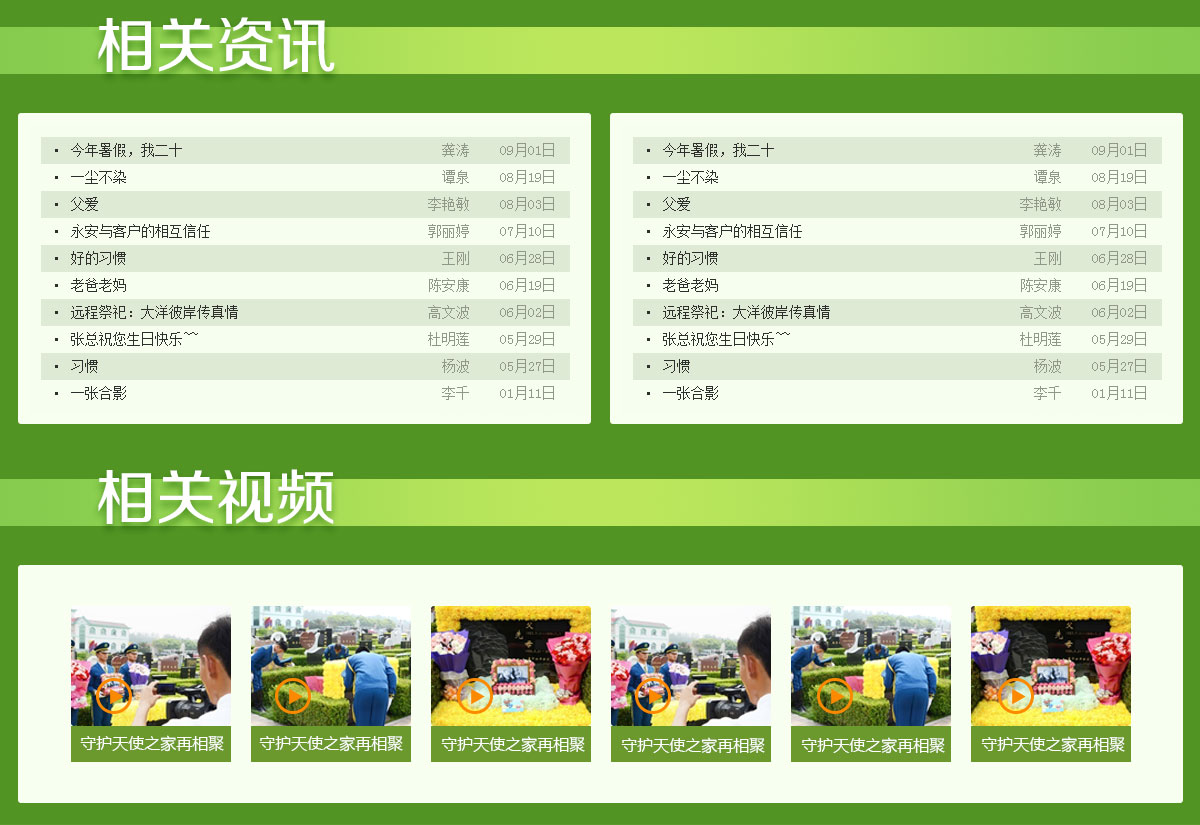 相关资讯
· 今年暑假，我二十 龚涛 09月01日
· 一尘不染 谭泉 08月19日
· 父爱 李艳敏 08月03日
· 永安与客户的相互信任 郭丽婷 07月10日
· 好的习惯 王刚 06月28日
· 老爸老妈 陈安康 06月19日
· 远程祭祀：大洋彼岸传真情 高文波 06月02日
· 张总祝您生日快乐~~ 杜明莲 05月29日
· 习惯 杨波 05月27日
· 一张合影 李千 01月11日
· 今年暑假，我二十 龚涛 09月01日
· 一尘不染 谭泉 08月19日
· 父爱 李艳敏 08月03日
· 永安与客户的相互信任 郭丽婷 07月10日
· 好的习惯 王刚 06月28日
· 老爸老妈 陈安康 06月19日
· 远程祭祀：大洋彼岸传真情 高文波 06月02日
· 张总祝您生日快乐~~ 杜明莲 05月29日
· 习惯 杨波 05月27日
· 一张合影 李千 01月11日
相关视频
守护天使之家再相聚
守护天使之家再相聚
守护天使之家再相聚
守护天使之家再相聚
守护天使之家再相聚
守护天使之家再相聚